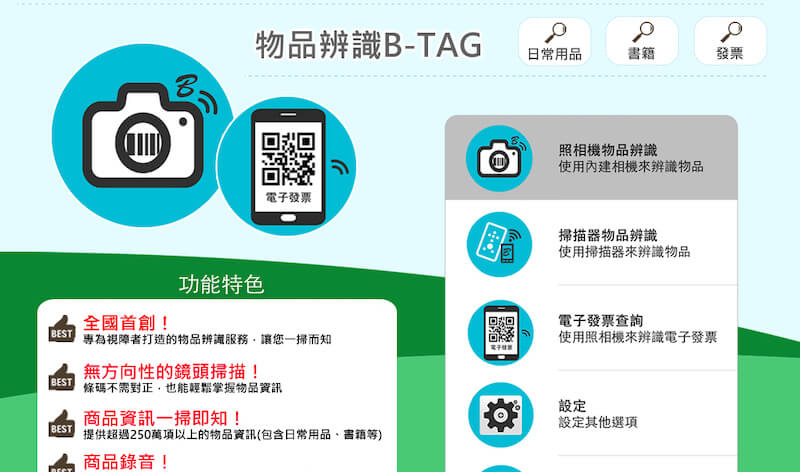 物品辨識B-TAG
日常用品
書籍
發票
B
電子發票
功能特色
BEST
全國首創！
專為視障者打造的物品辨識服務，讓您一掃而知
BEST
無方向性的鏡頭掃描！
條碼不需對正，也能輕鬆掌握物品資訊
BEST
商品資訊一掃即知！
提供超過250萬項以上的物品資訊(包含日常用品、書籍等)
BEST
商品錄音！
B
照相機物品辨識
使用內建相機來辨識物品
掃描器物品辨識
使用掃描器來辨識物品
電子發票
電子發票查詢
使用照相機來辨識電子發票
設定
設定其他選項